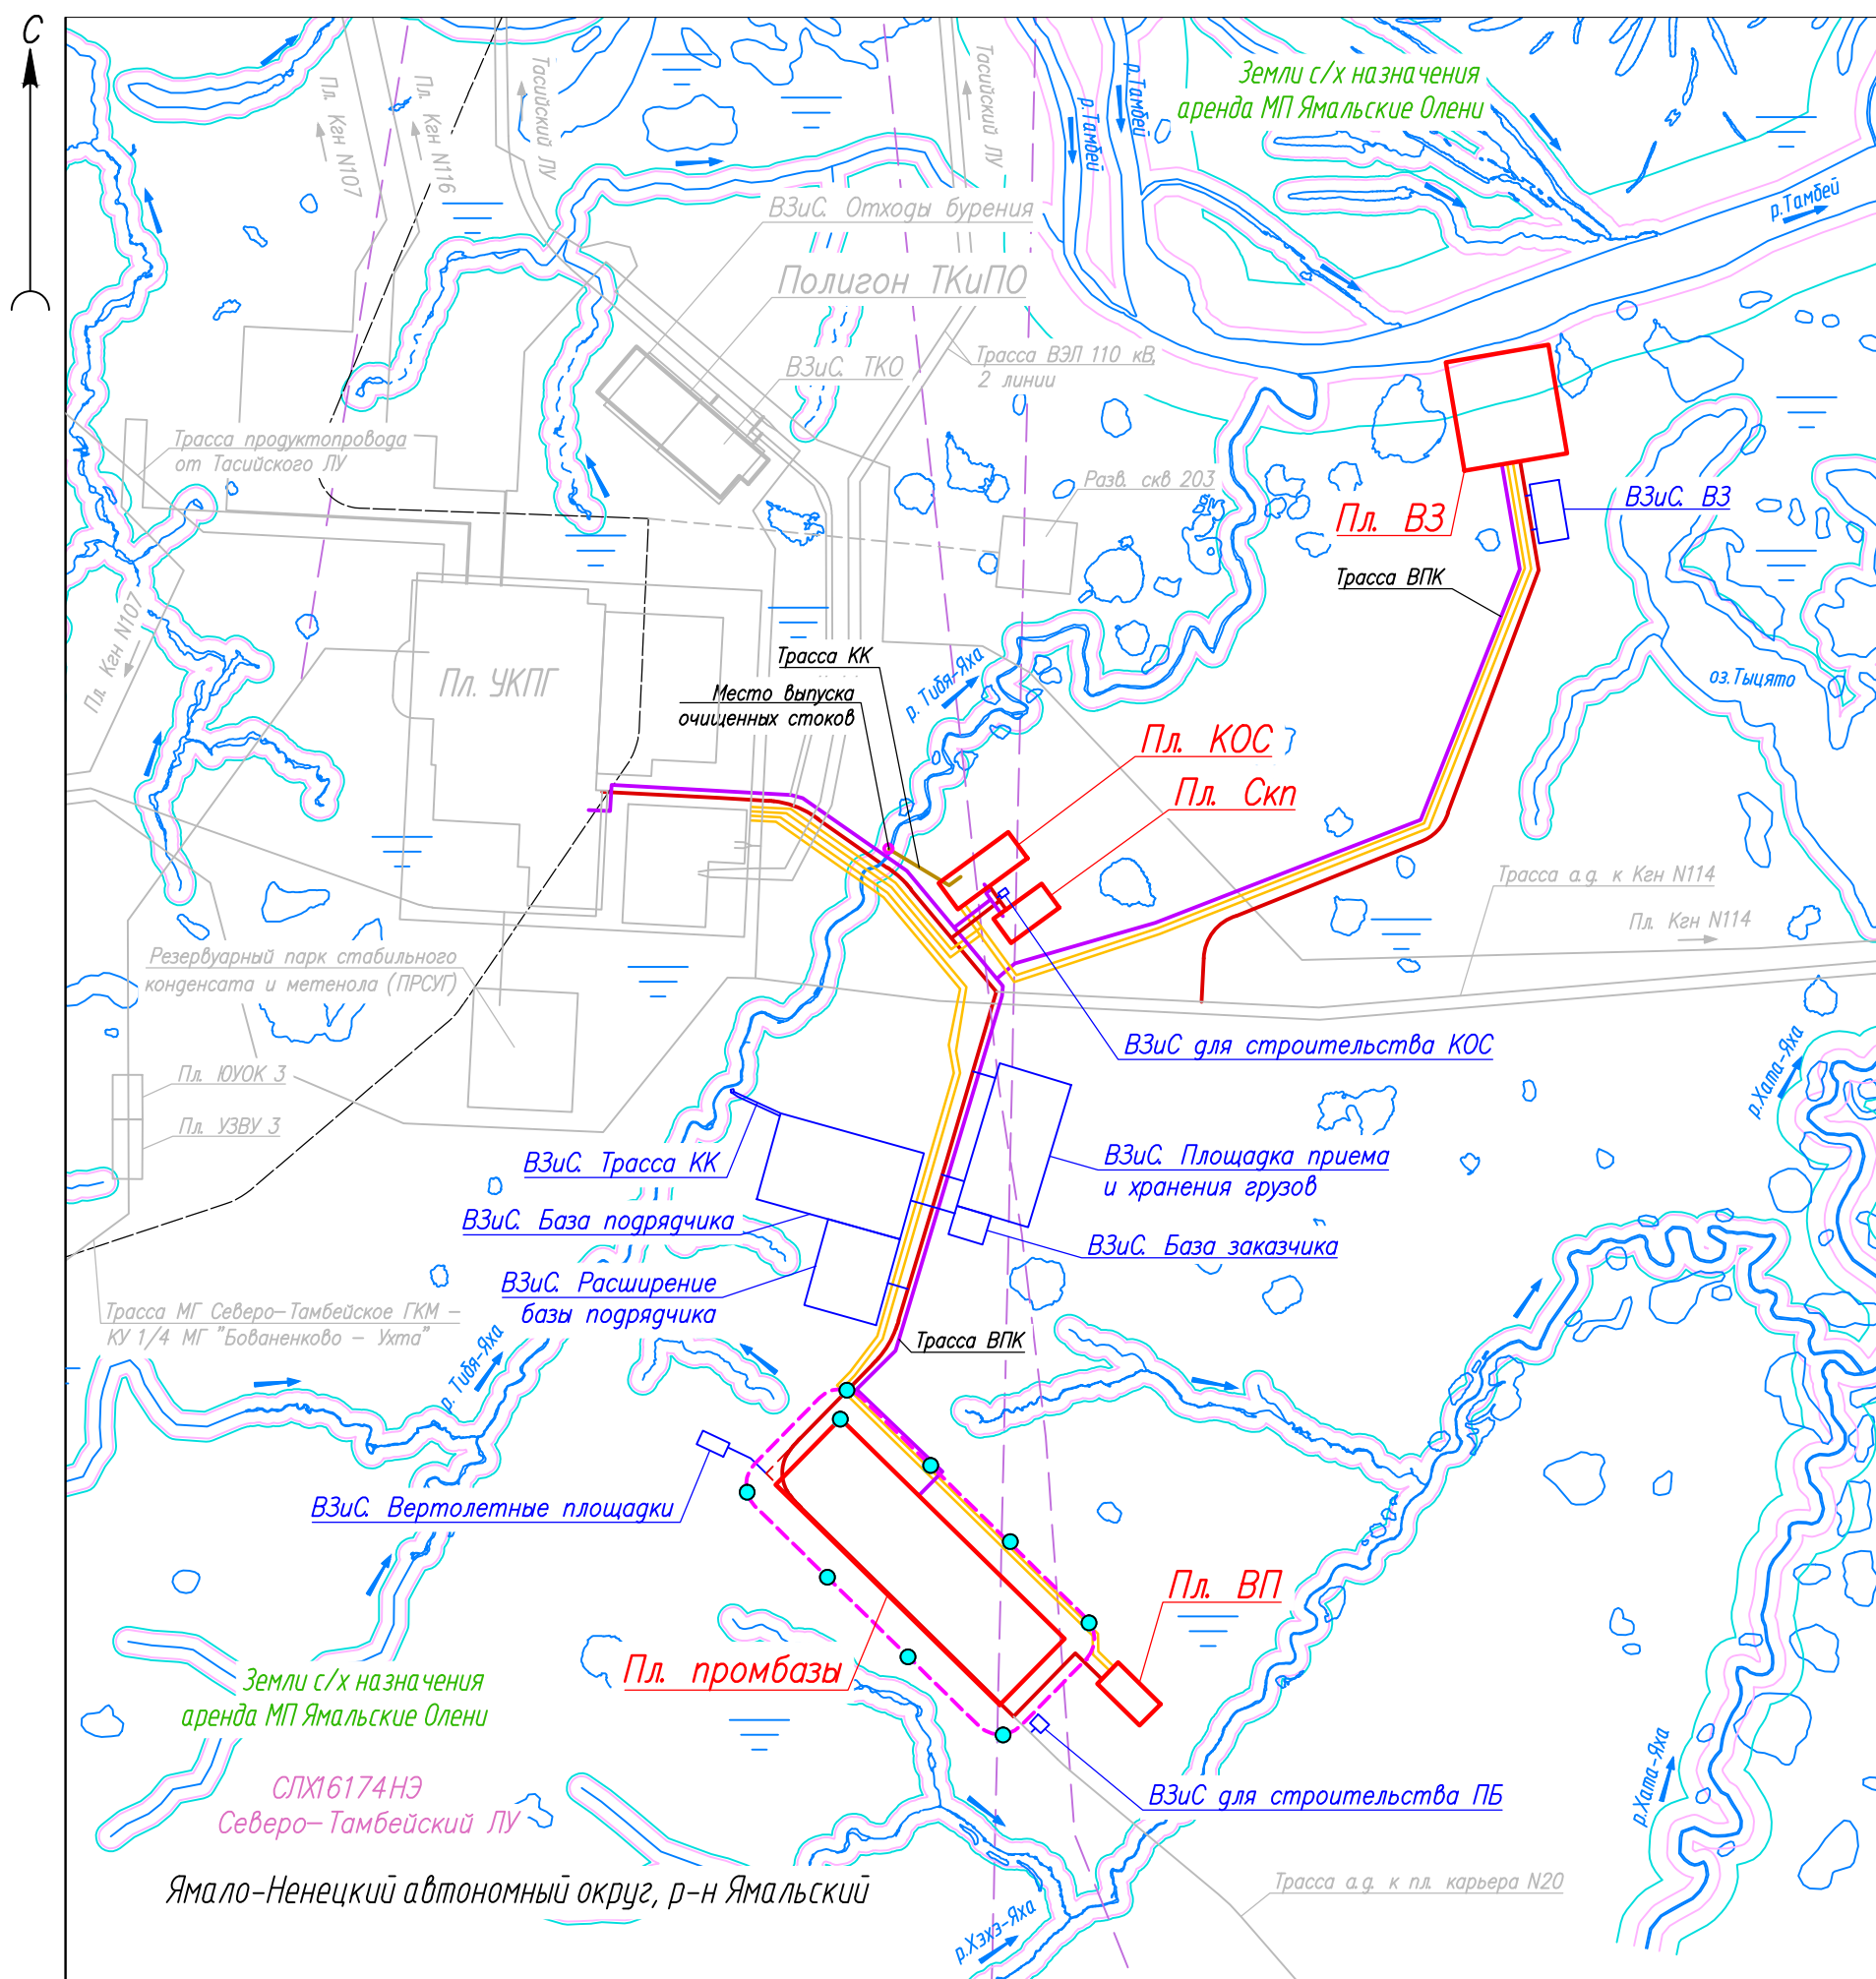 С
Пл. Кгн N107
Пл. Кгн N116
Тасийский ЛУ
Тасийский ЛУ
р.Тамбей
р.Тамбей
Земли с/х назначения
аренда МП Ямальские Олени
р.Тамбей
ВЗиС. Отходы бурения
Полигон ТКиПО
ВЗиС. ТКО
Трасса ВЭЛ 110 кВ,
2 линии
Трасса продуктопровода
от Тасийского ЛУ
Разв. скв 203
Пл. ВЗ
ВЗиС. ВЗ
Трасса ВПК
Пл. Кгн N107
Пл. УКПГ
Трасса КК
Место выпуска
очищенных стоков
р. Тибя-Яха
оз.Тыцято
Пл. КОС
Пл. Скп
Трасса а.д. к Кгн N114
Пл. Кгн N114
Резервуарный парк стабильного
конденсата и метенола (ПРСУГ)
ВЗиС для строительства КОС
р.Хата-Яха
Пл. ЮУОК 3
Пл. УЗВУ 3
ВЗиС. Трасса КК
ВЗиС. Площадка приема
и хранения грузов
ВЗиС. База подрядчика
ВЗиС. База заказчика
ВЗиС. Расширение
базы подрядчика
Трасса МГ Северо-Тамбейское ГКМ -
КУ 1/4 МГ "Бованенково - Ухта"
Трасса ВПК
р. Тибя-Яха
ВЗиС. Вертолетные площадки
Пл. ВП
Пл. промбазы
Земли с/х назначения
аренда МП Ямальские Олени
СЛХ16174НЭ
Северо-Тамбейский ЛУ
ВЗиС для строительства ПБ
р.Хата-Яха
Ямало-Ненецкий автономный округ, р-н Ямальский
Трасса а.д. к пл. карьера N20
р.Хэхэ-Яха